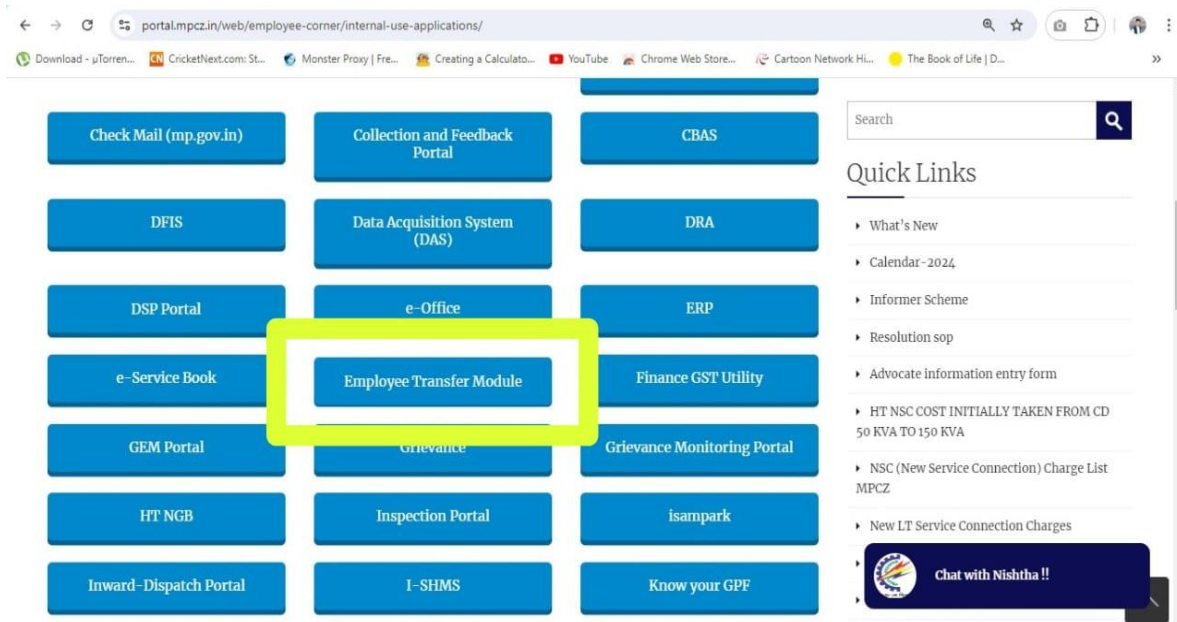 portal.mpcz.in/web/employee-corner/internal-use-applications/
Download - µTorren...
CN
CricketNext.com: St...
Monster Proxy | Fre...
Creating a Calculato...
YouTube
Chrome Web Store...
Cartoon Network Hi...
The Book of Life | D...
»
Check Mail (mp.gov.in)
Collection and Feedback
Portal
CBAS
DFIS
Data Acquisition System
(DAS)
DRA
DSP Portal
e-Office
ERP
e-Service Book
Employee Transfer Module
Finance GST Utility
GEM Portal
Grievance
Grievance Monitoring Portal
HT NGB
Inspection Portal
isampark
Inward-Dispatch Portal
I-SHMS
Know your GPF
Search
Quick Links
What's New
Calendar-2024
Informer Scheme
Resolution sop
Advocate information entry form
HT NSC COST INITIALLY TAKEN FROM CD
50 KVA TO 150 KVA
NSC (New Service Connection) Charge List
MPCZ
New LT Service Connection Charges
Chat with Nishtha !!